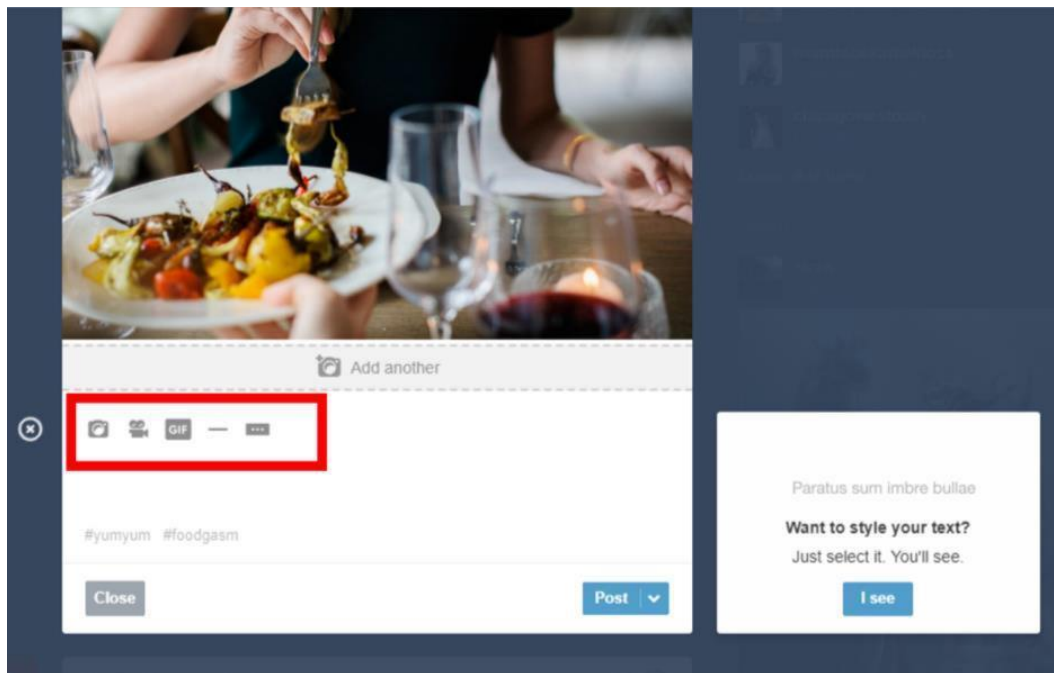 Add another
GIF
#yumyum #foodgasm
Close
Post
Paratus sum imbre bullae
Want to style your text?
Just select it. You'll see.
I see